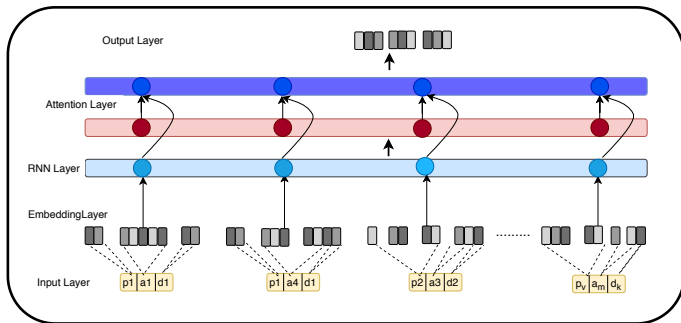 Output Layer
Attention Layer
RNN Layer
EmbeddingLayer
Input Layer
p1 a1 d1
p1 a4 d1
p2 a3 d2
pv am dk